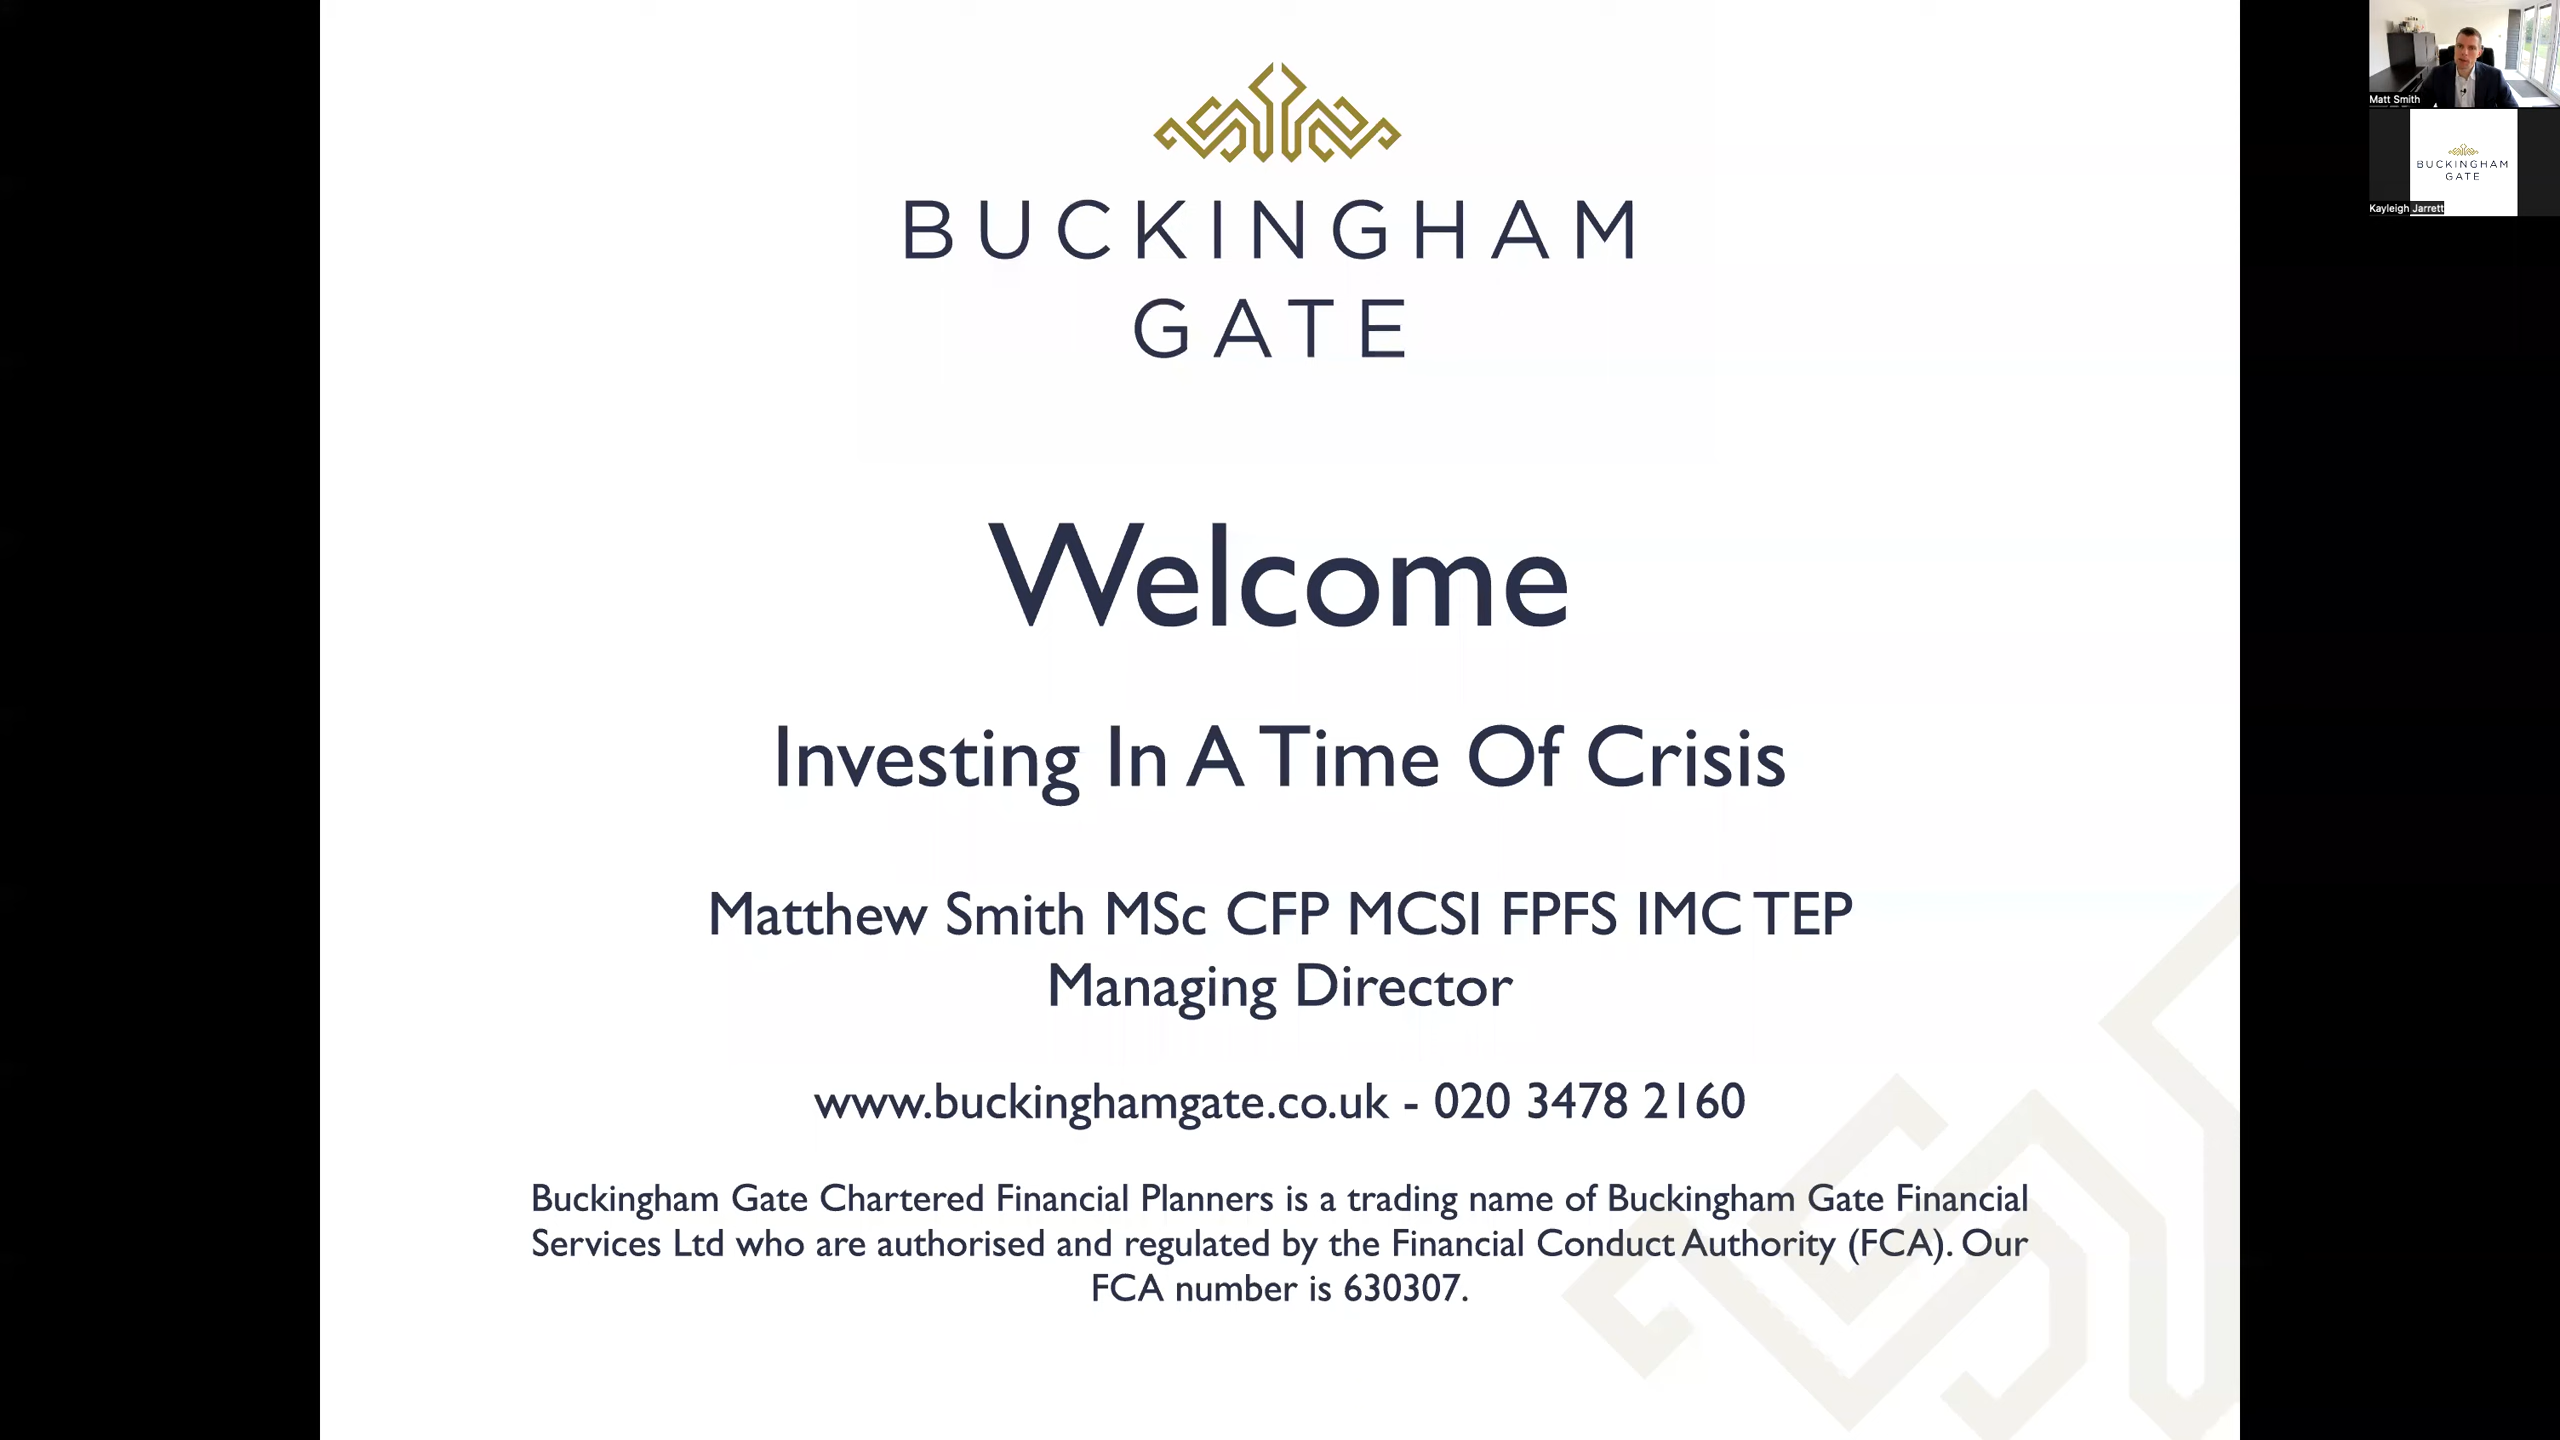 BUCKINGHAM
GATE
Welcome
Investing In A Time Of Crisis
Matthew Smith MSc CFP MCSI FPFS IMC TEP
Managing Director
www.buckinghamgate.co.uk - 020 3478 2160
Buckingham Gate Chartered Financial Planners is a trading name of Buckingham Gate Financial
Services Ltd who are authorised and regulated by the Financial Conduct Authority (FCA). Our
FCA number is 630307.
Matt Smith
BUCKINGHAM
GATE
Kayleigh Jarrett